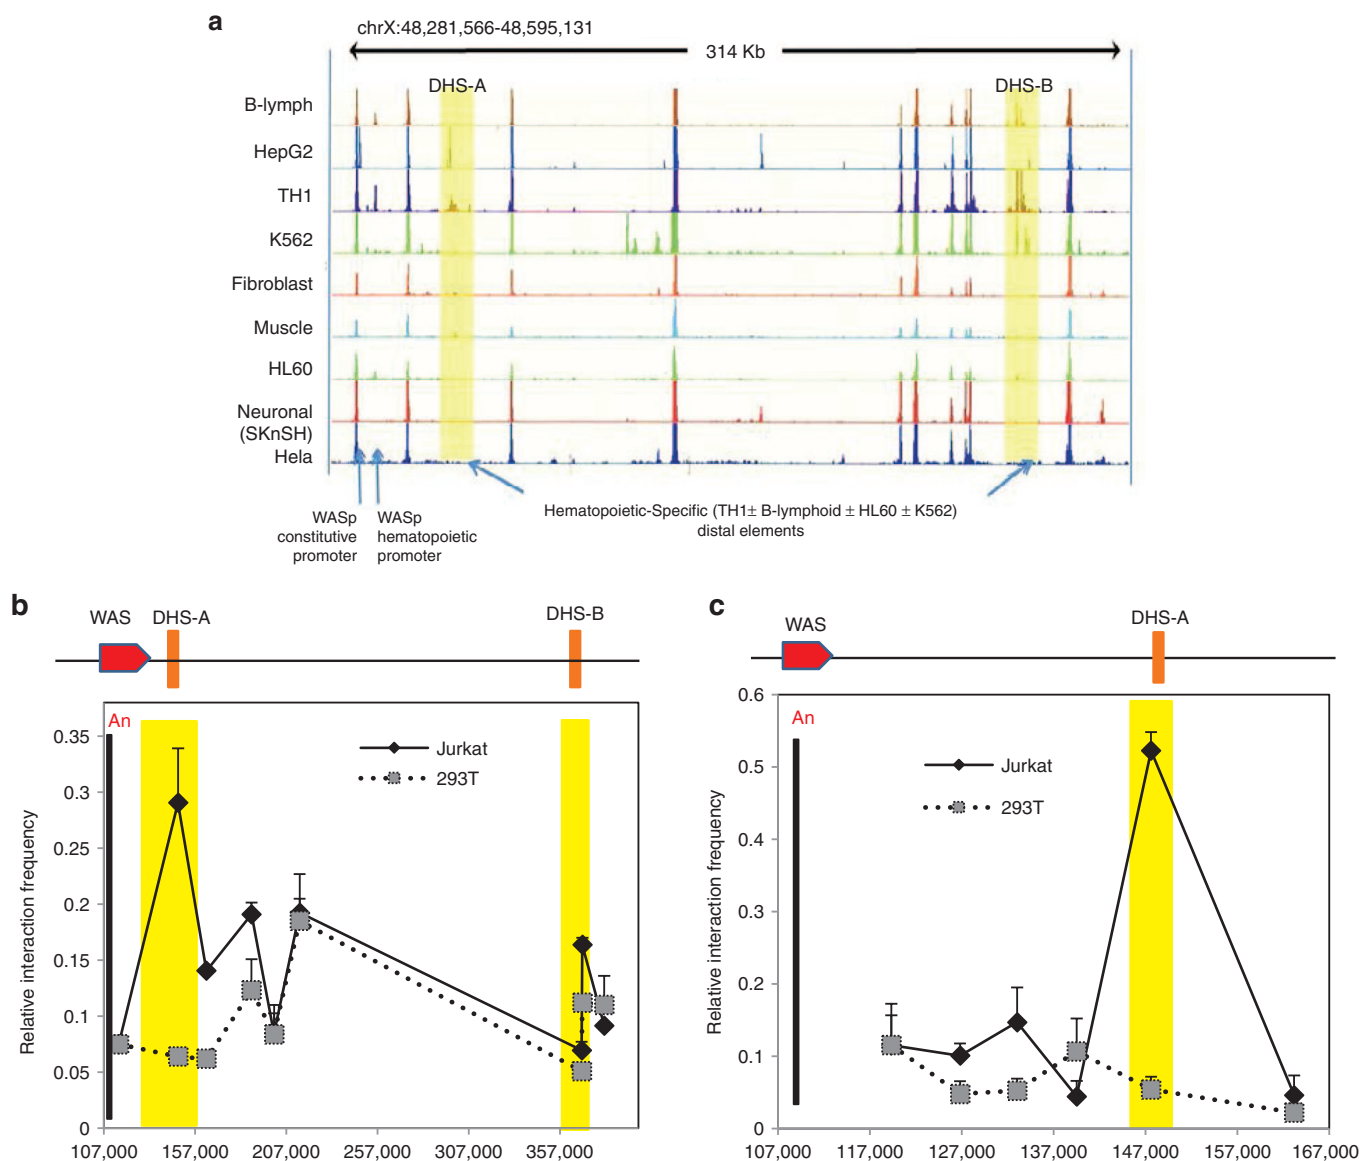 a
chrX:48,281,566-48,595,131
314 Kb
DHS-A
DHS-B
B-lymph
HepG2
TH1
K562
Fibroblast
Muscle
HL60
Neuronal
(SKnSH)
Hela
WASp
constitutive
promoter
WASp
hematopoietic
promoter
Hematopoietic-Specific (TH1± B-lymphoid ± HL60 ± K562)
distal elements
b
WAS
DHS-A
DHS-B
An
Jurkat
293T
Relative interaction frequency
0.35
0.3
0.25
0.2
0.15
0.1
0.05
0
107,000
157,000
207,000
257,000
307,000
357,000
c
WAS
DHS-A
An
Jurkat
293T
Relative interaction frequency
0.6
0.5
0.4
0.3
0.2
0.1
0
107,000
117,000
127,000
137,000
147,000
157,000
167,000